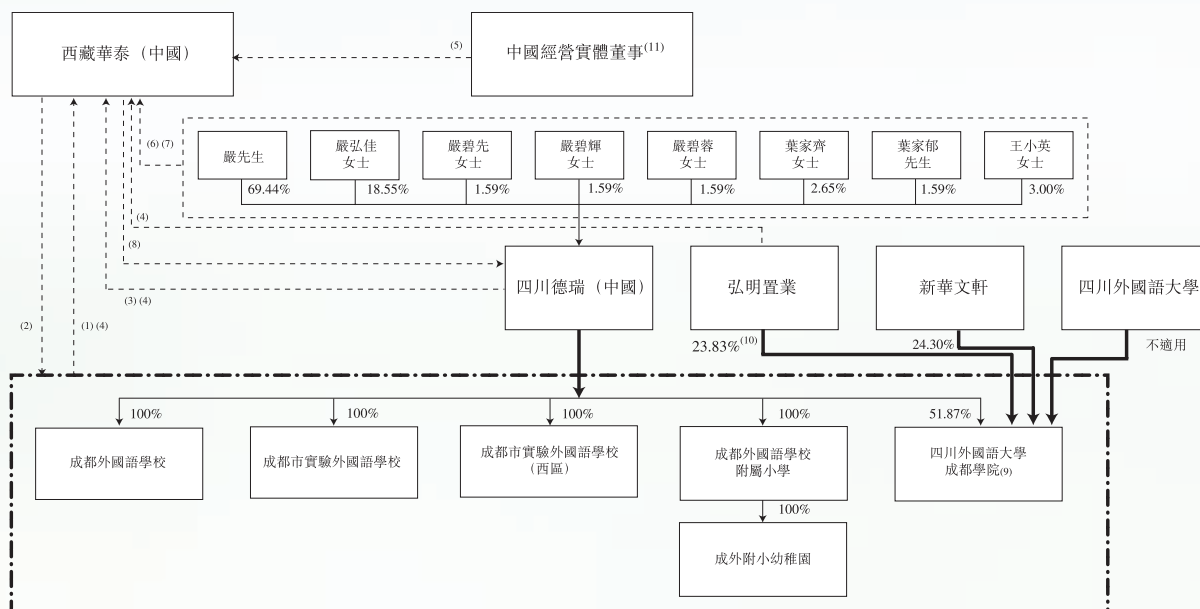 西藏華泰（中國）
(5)
中國經營實體董事(11)
(6) (7)
嚴先生
嚴弘佳
女士
嚴碧先
女士
嚴碧輝
女士
嚴碧蓉
女士
葉家齊
女士
葉家郁
先生
王小英
女士
69.44%
18.55%
1.59%
1.59%
1.59%
2.65%
1.59%
3.00%
(4)
(8)
四川德瑞（中國）
弘明置業
新華文軒
四川外國語大學
(3) (4)
(2)
(1) (4)
23.83%(10)
24.30%
不適用
100%
100%
100%
100%
51.87%
成都外國語學校
成都市實驗外國語學校
成都市實驗外國語學校
（西區）
成都外國語學校
附屬小學
四川外國語大學
成都學院(9)
100%
成外附小幼稚園